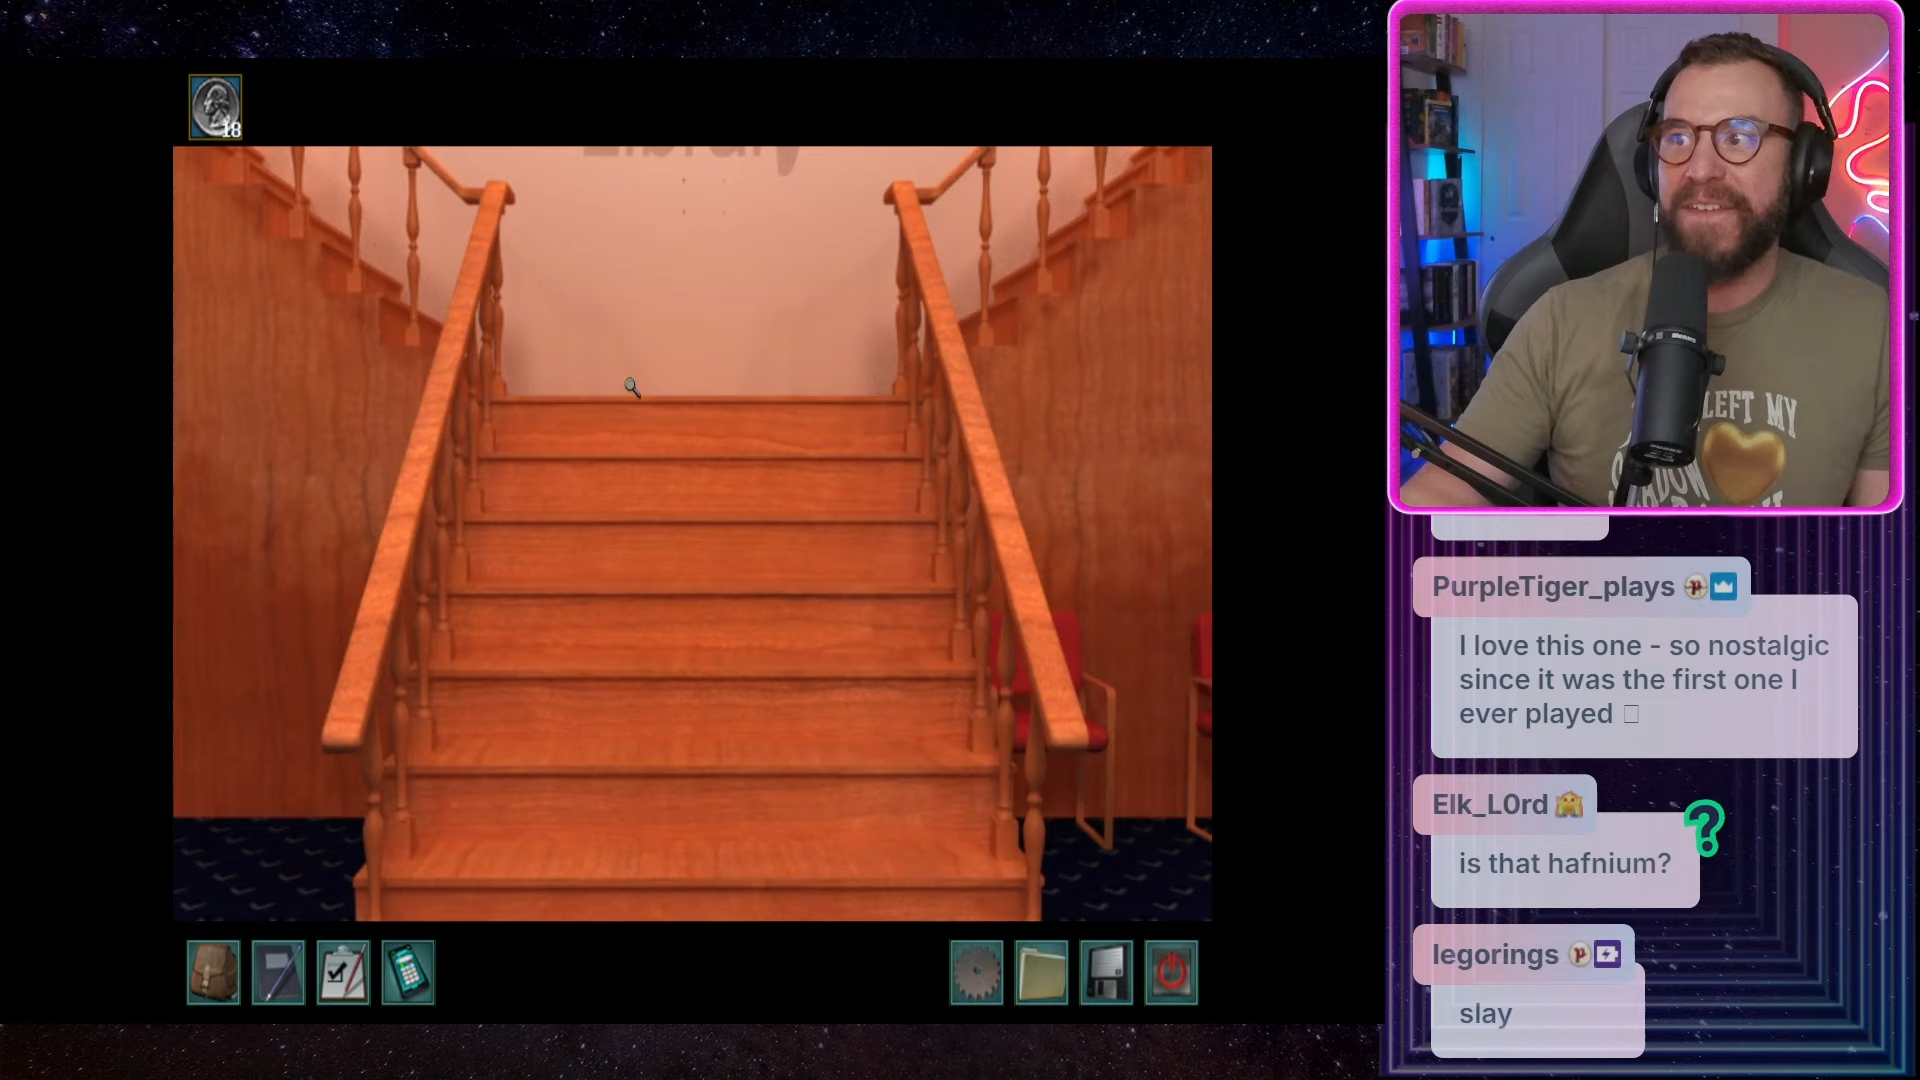 18
Library
LEFT MY
PurpleTiger_plays
I love this one - so nostalgic
since it was the first one I
ever played
Elk_L0rd
?
is that hafnium?
legorings
slay